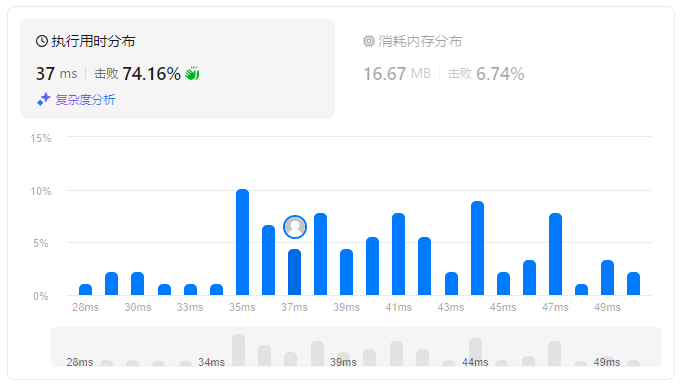 执行用时分布
37 ms 击败 74.16%
复杂度分析
消耗内存分布
16.67 MB 击败 6.74%
15%
10%
5%
0%
28ms 30ms 33ms 35ms 37ms 39ms 41ms 43ms 45ms 47ms 49ms
28ms 34ms 39ms 44ms 49ms